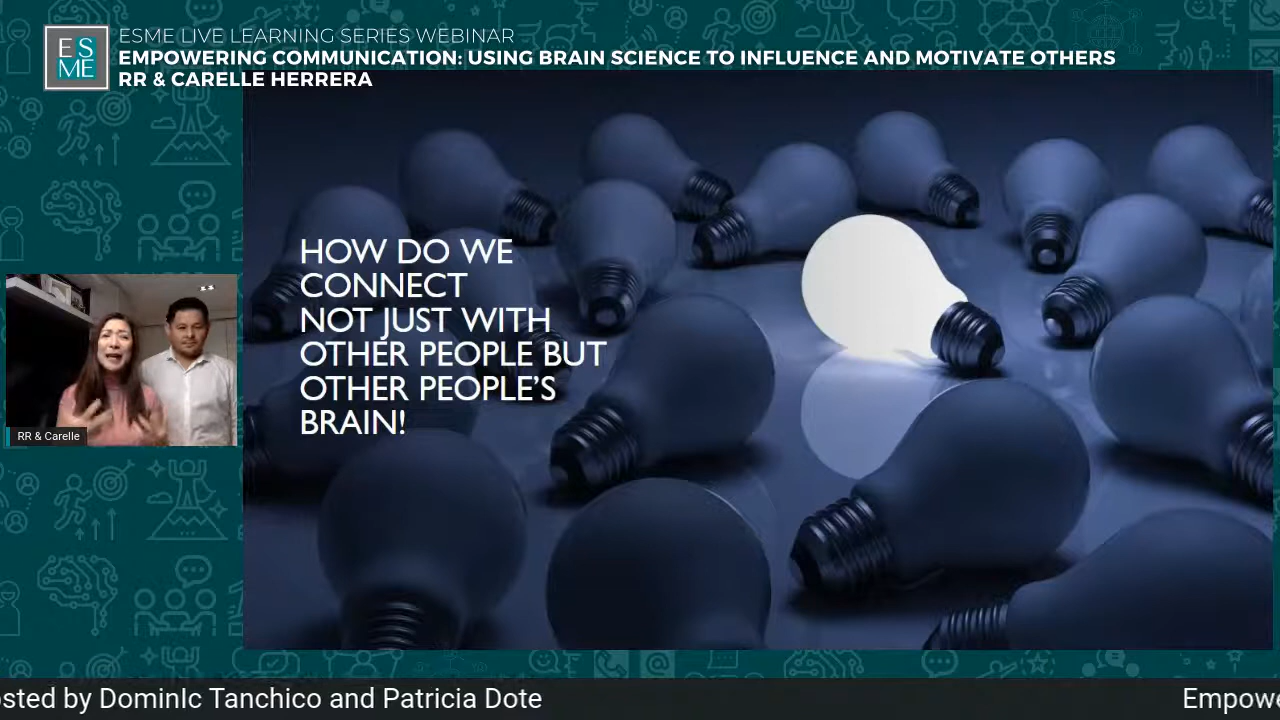 ES
ME
ESME LIVE LEARNING SERIES WEBINAR
EMPOWERING COMMUNICATION: USING BRAIN SCIENCE TO INFLUENCE AND MOTIVATE OTHERS
RR & CARELLE HERRERA
HOW DO WE
CONNECT
NOT JUST WITH
OTHER PEOPLE BUT
OTHER PEOPLE'S
BRAIN!
RR & Carelle
osted by DominIc Tanchico and Patricia Dote
Empowe